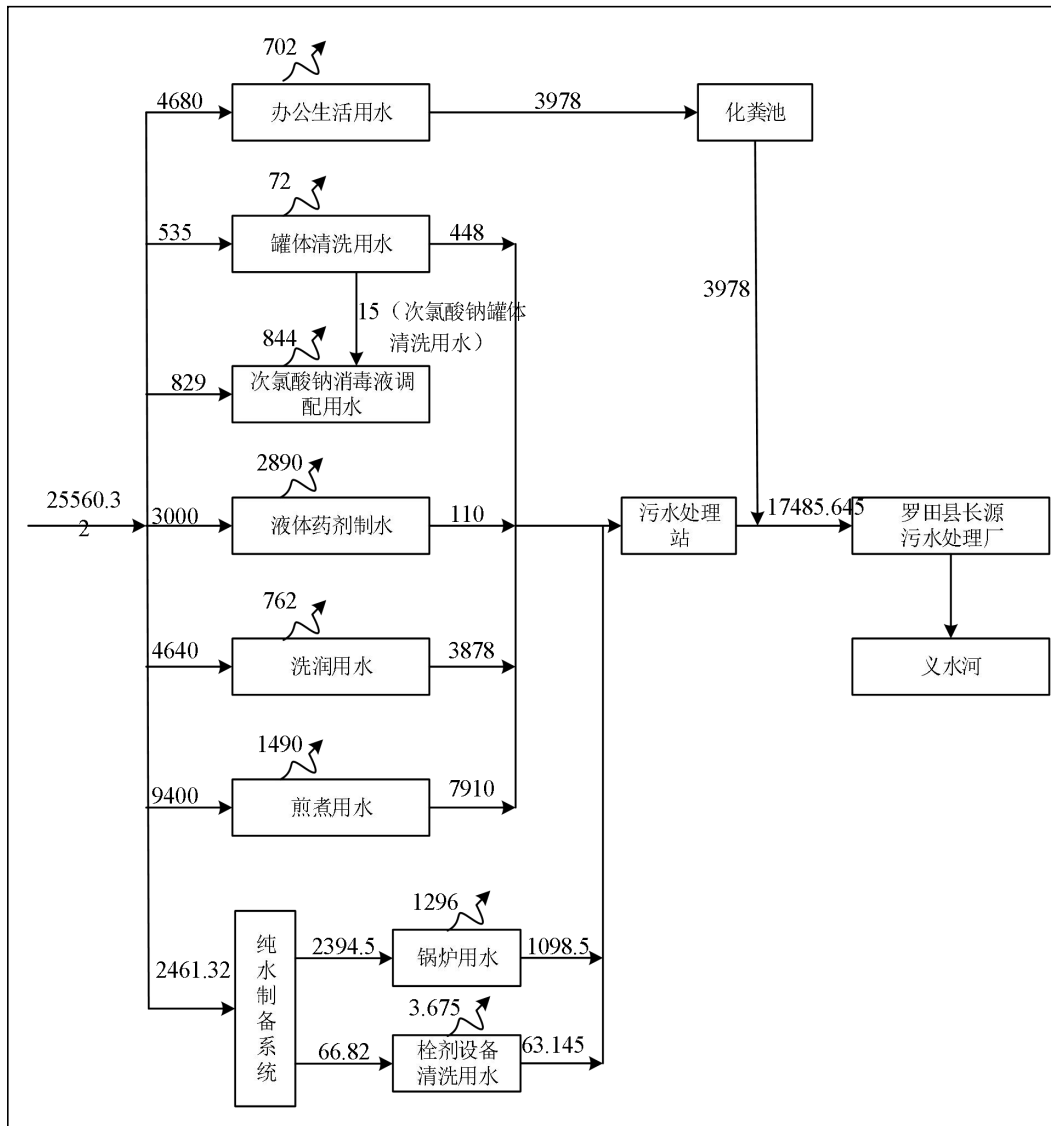 702
4680
办公生活用水
3978
化粪池
72
535
罐体清洗用水
448
3978
15（次氯酸钠罐体
清洗用水）
844
829
次氯酸钠消毒液调
配用水
2890
25560.3
2
3000
液体药剂制水
110
污水处理
站
17485.645
罗田县长源
污水处理厂
762
4640
洗润用水
3878
义水河
1490
9400
煎煮用水
7910
1296
2461.32
纯
水
制
备
系
统
2394.5
锅炉用水
1098.5
3.675
66.82
栓剂设备
清洗用水
63.145